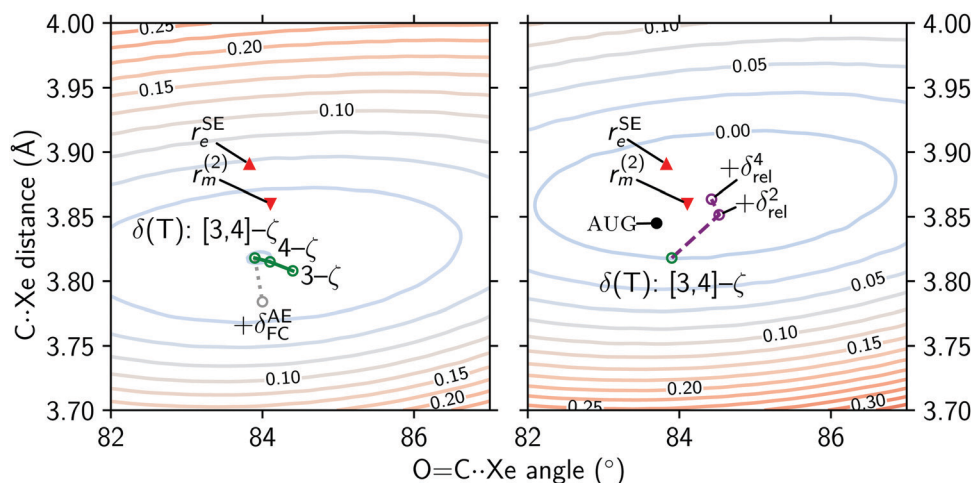 4.00
3.95
3.90
3.85
3.80
3.75
3.70
C··Xe distance (Å)
0.25
0.20
0.15
0.10
r_e^SE
r_m^(2)
δ(T): [3,4]−ζ
4−ζ
3−ζ
+δ_FC^AE
0.10
0.15
0.15
0.20
82
84
86
0.10
0.05
0.00
r_e^SE
r_m^(2)
+δ_rel^4
+δ_rel^2
AUG
δ(T): [3,4]−ζ
0.05
0.10
0.15
0.20
0.25
0.30
82
84
86
4.00
3.95
3.90
3.85
3.80
3.75
3.70
O=C··Xe angle (°)